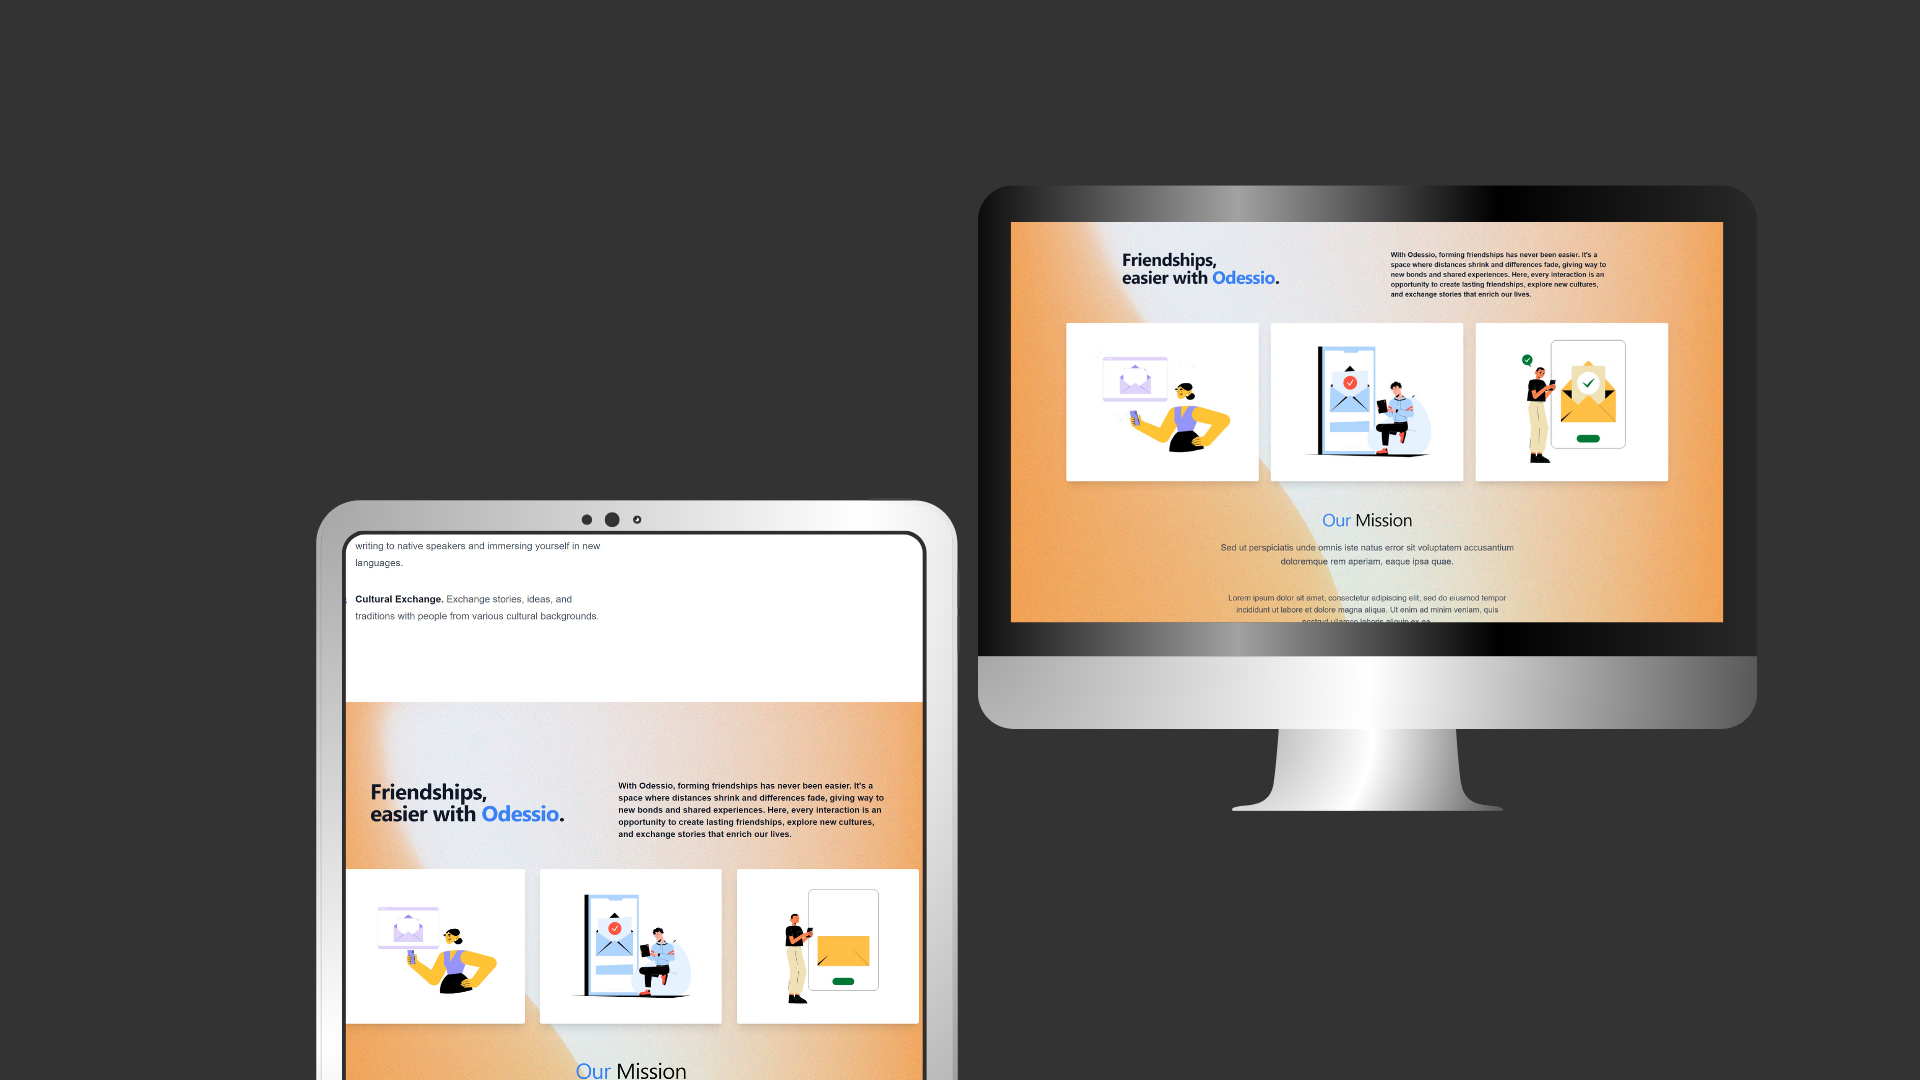 writing to native speakers and immersing yourself in new
languages.
Cultural Exchange. Exchange stories, ideas, and
traditions with people from various cultural backgrounds.
Friendships,
easier with Odessio.
With Odessio, forming friendships has never been easier. It's a
space where distances shrink and differences fade, giving way to
new bonds and shared experiences. Here, every interaction is an
opportunity to create lasting friendships, explore new cultures,
and exchange stories that enrich our lives.
Our Mission
Friendships,
easier with Odessio.
With Odessio, forming friendships has never been easier. It's a
space where distances shrink and differences fade, giving way to
new bonds and shared experiences. Here, every interaction is an
opportunity to create lasting friendships, explore new cultures,
and exchange stories that enrich our lives.
Our Mission
Sed ut perspiciatis unde omnis iste natus error sit voluptatem accusantium
doloremque rem aperiam, eaque ipsa quae.
Lorem ipsum dolor sit amet, consectetur adipiscing elit, sed do eiusmod tempor
incididunt ut labore et dolore magna aliqua. Ut enim ad minim veniam, quis
nostrud ullamco laboris aliquip ex ea